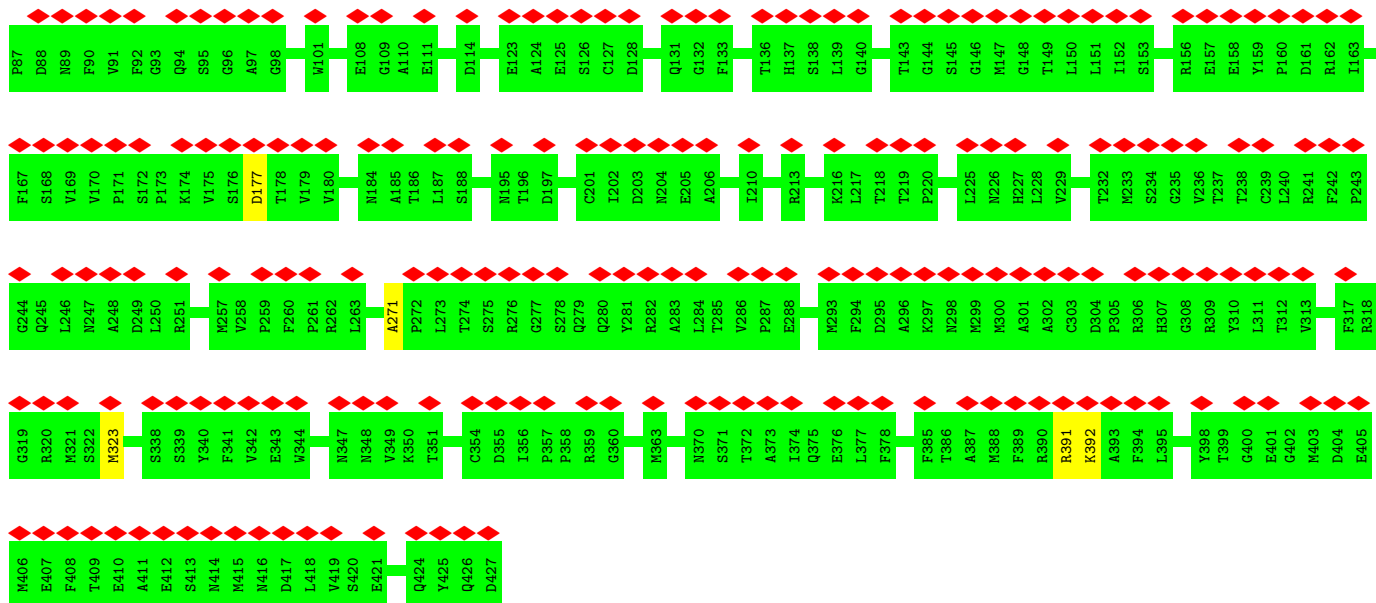 P87 D88 N89 F90 V91 F92 G93 Q94 S95 G96 A97 G98 W101 E108 G109 A110 E111 D114 E123 A124 E125 S126 C127 D128 Q131 G132 F133 T136 H137 S138 L139 G140 T143 G144 S145 G146 M147 G148 T149 L150 L151 I152 S153 R156 E157 E158 Y159 P160 D161 R162 I163
F167 S168 V169 V170 P171 S172 P173 K174 V175 S176 D177 T178 V179 V180 N184 A185 T186 L187 S188 N195 T196 D197 C201 I202 D203 N204 E205 A206 I210 R213 K216 L217 T218 T219 P220 L225 N226 H227 L228 V229 T232 M233 S234 G235 V236 T237 T238 C239 L240 R241 F242 P243
G244 Q245 L246 N247 A248 D249 L250 R251 M257 V258 P259 F260 P261 R262 L263 A271 P272 L273 T274 S275 R276 G277 S278 Q279 Q280 Y281 R282 A283 L284 T285 V286 P287 E288 M293 F294 D295 A296 K297 N298 M299 M300 A301 A302 C303 D304 P305 R306 H307 G308 R309 Y310 L311 T312 V313 F317 R318
G319 R320 M321 S322 M323 S338 S339 Y340 F341 V342 E343 W344 N347 N348 V349 K350 T351 C354 D355 I356 P357 P358 R359 G360 M363 N370 S371 T372 A373 I374 Q375 E376 L377 F378 F385 T386 A387 M388 F389 R390 R391 K392 A393 F394 L395 Y398 T399 G400 E401 G402 M403 D404 E405
M406 E407 F408 T409 E410 A411 E412 S413 N414 M415 N416 D417 L418 V419 S420 E421 Q424 Y425 Q426 D427